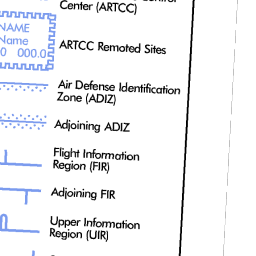 Center (ARTCC)
NAME
Name
0 000.0
ARTCC Remoted Sites
Air Defense Identification
Zone (ADIZ)
Adjoining ADIZ
Flight Information
Region (FIR)
Adjoining FIR
Upper Information
Region (UIR)